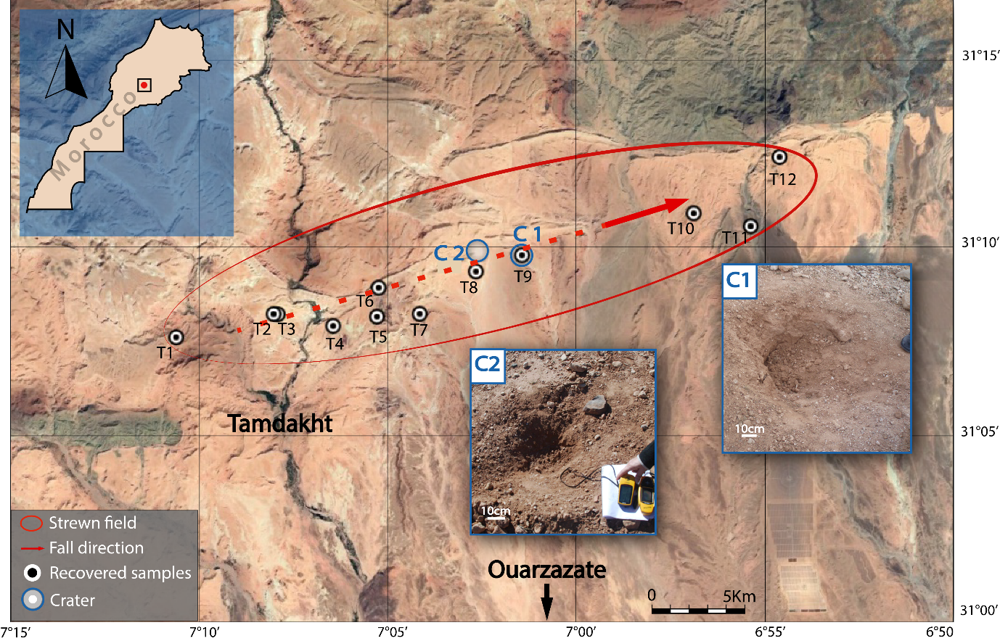 N
Morocco
31°15′
T12
T10
T11
C 1
C 2
31°10′
T9
T8
T6
T2
T3
T4
T5
T7
T1
C1
10cm
C2
10cm
Tamdakht
31°05′
Strewn field
Fall direction
Recovered samples
Crater
Ouarzazate
0
5Km
31°00′
7°15′
7°10′
7°05′
7°00′
6°55′
6°50